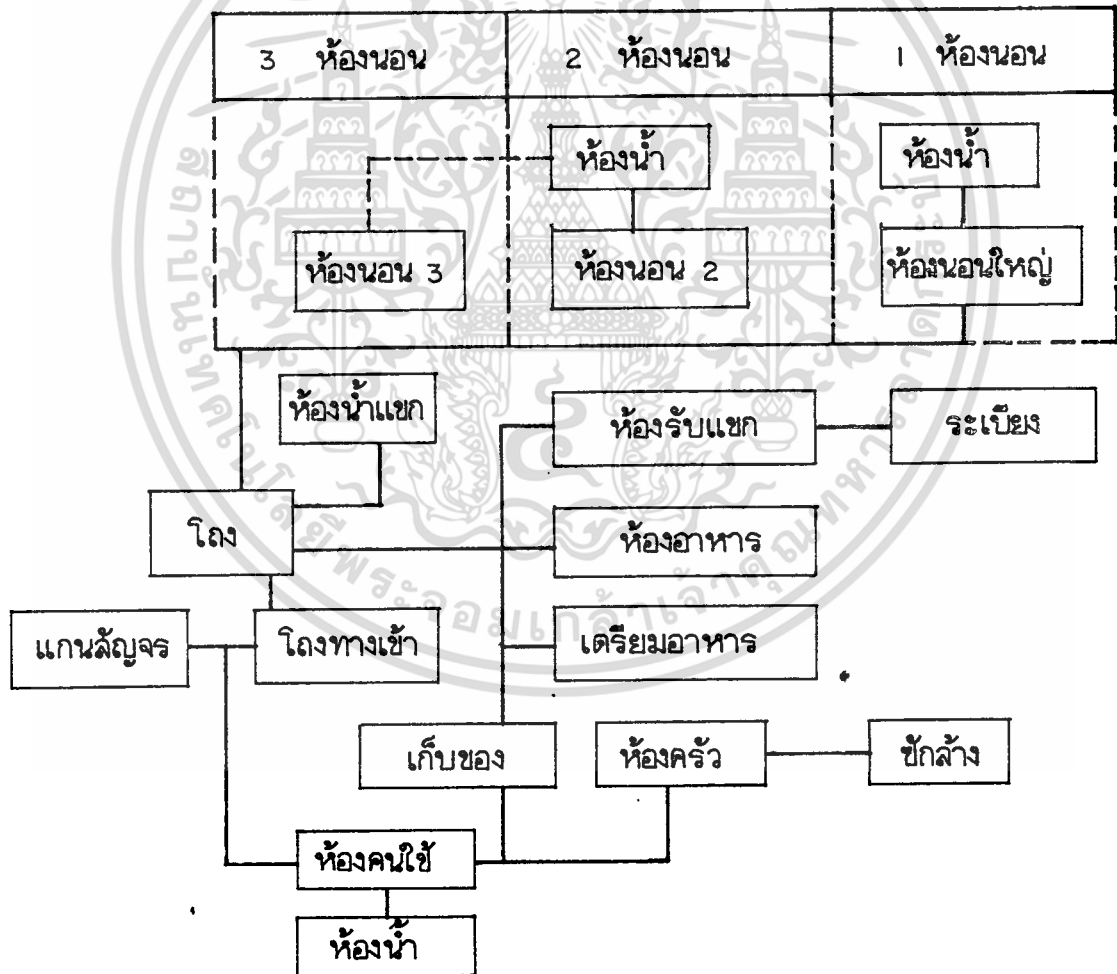 3 ห้องนอน 2 ห้องนอน 1 ห้องนอน
ห้องน้ำ ห้องน้ำ
ห้องนอน 3 ห้องนอน 2 ห้องนอนใหญ่
ห้องน้ำแขก
ห้องรับแขก ระเบียง
โถง ห้องอาหาร
แกนสัญจร โถงทางเข้า เตรียมอาหาร
เก็บของ ห้องครัว ซักล้าง
ห้องคนใช้
ห้องน้ำ